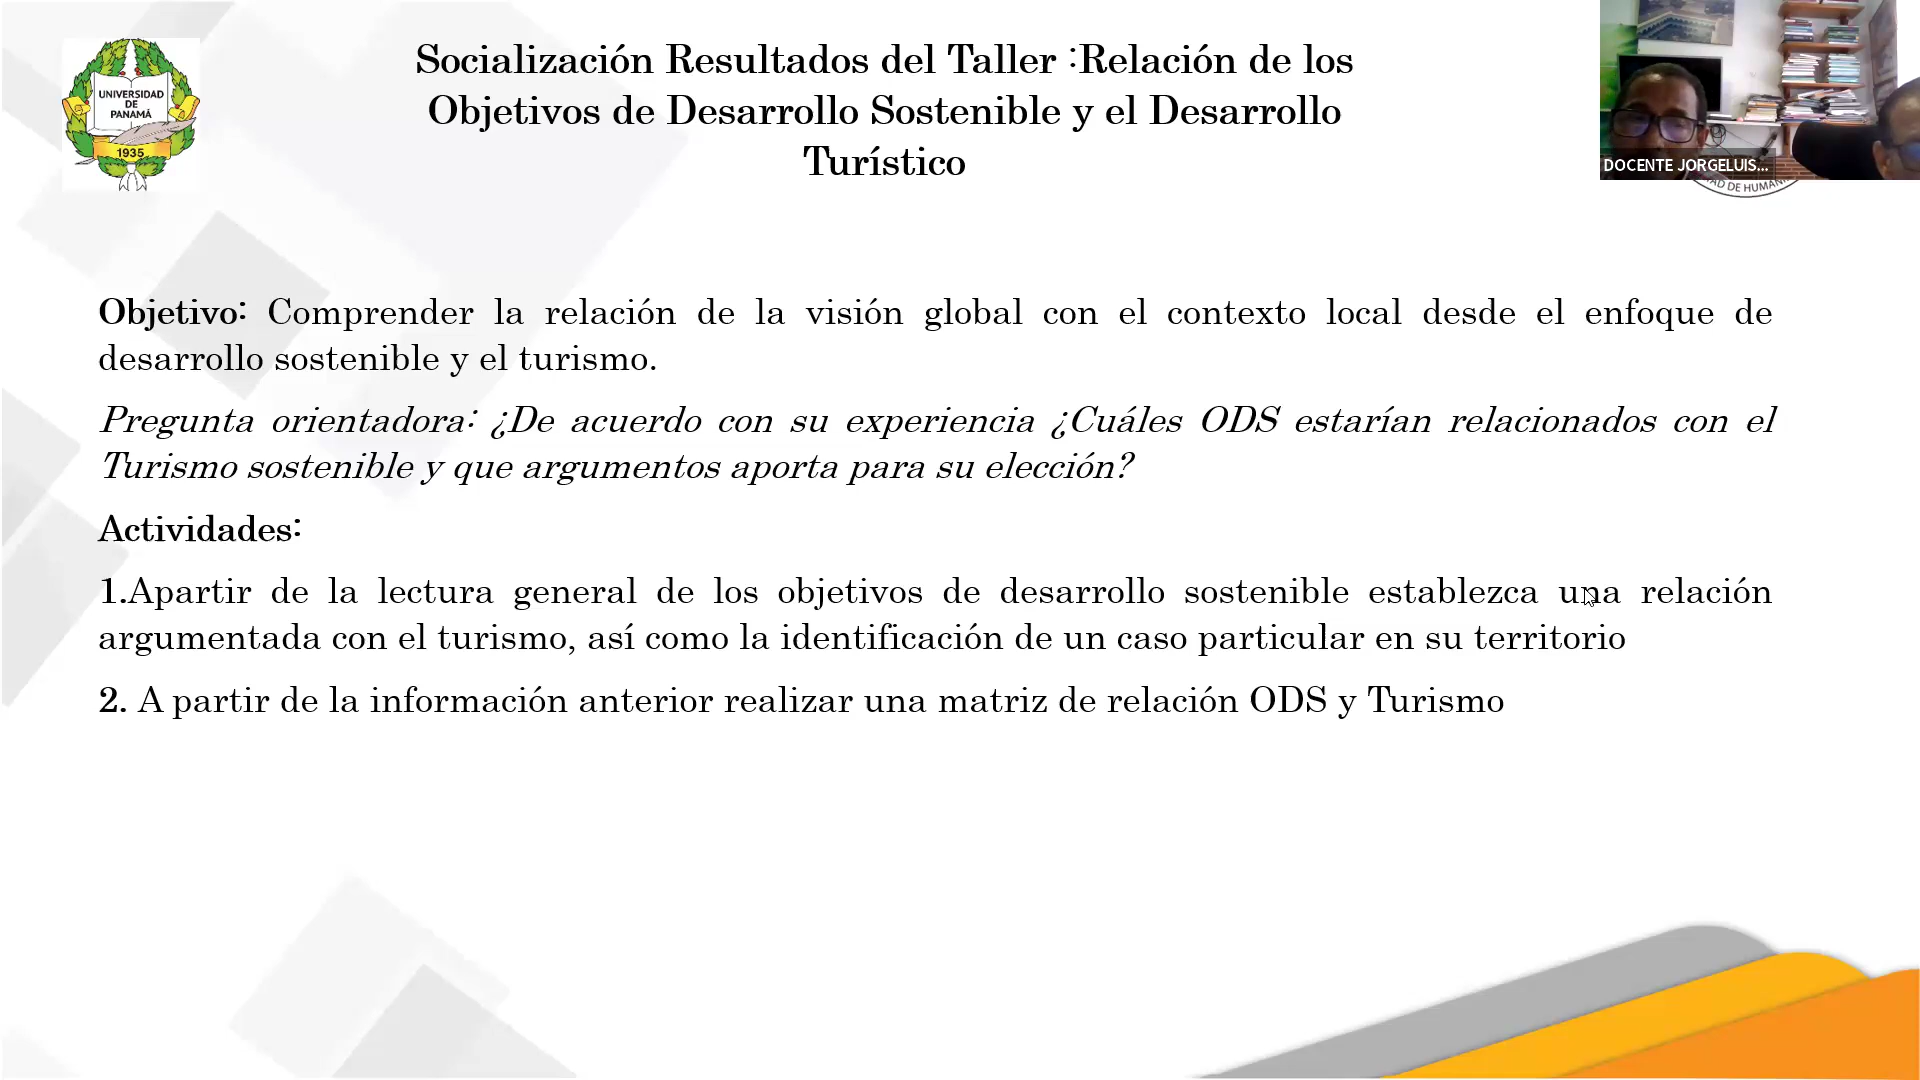 UNIVERSIDAD
DE
PANAMÁ
1935
Socialización Resultados del Taller :Relación de los
Objetivos de Desarrollo Sostenible y el Desarrollo
Turístico
DOCENTE JORGELUIS...
AD DE HUMANI
Objetivo: Comprender la relación de la visión global con el contexto local desde el enfoque de
desarrollo sostenible y el turismo.
Pregunta orientadora: ¿De acuerdo con su experiencia ¿Cuáles ODS estarían relacionados con el
Turismo sostenible y que argumentos aporta para su elección?
Actividades:
1.Apartir de la lectura general de los objetivos de desarrollo sostenible establezca una relación
argumentada con el turismo, así como la identificación de un caso particular en su territorio
2. A partir de la información anterior realizar una matriz de relación ODS y Turismo